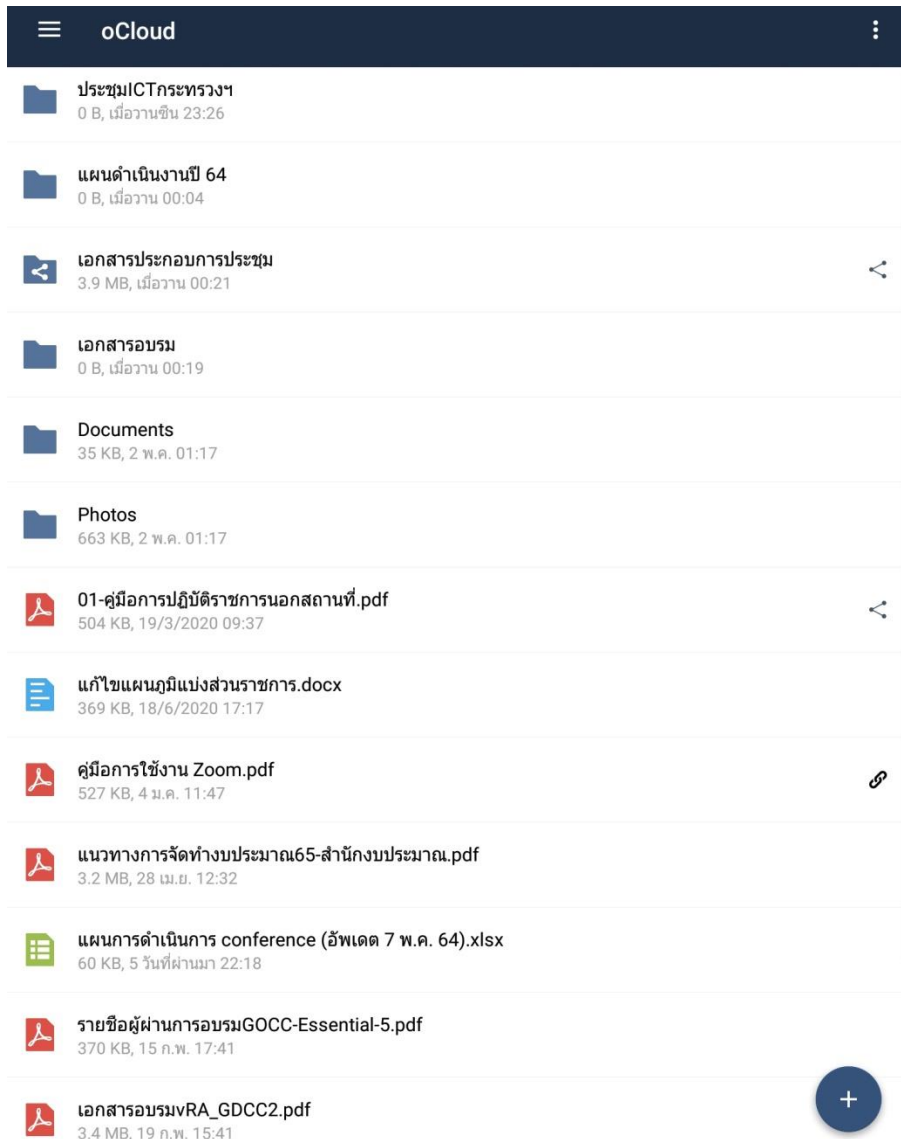 oCloud
ประชุมICTกระทรวงฯ
0 B, เมื่อวานซืน 23:26
แผนดำเนินงานปี 64
0 B, เมื่อวาน 00:04
เอกสารประกอบการประชุม
3.9 MB, เมื่อวาน 00:21
เอกสารอบรม
0 B, เมื่อวาน 00:19
Documents
35 KB, 2 พ.ค. 01:17
Photos
663 KB, 2 พ.ค. 01:17
01-คู่มือการปฏิบัติราชการนอกสถานที่.pdf
504 KB, 19/3/2020 09:37
แก้ไขแผนภูมิแบ่งส่วนราชการ.docx
369 KB, 18/6/2020 17:17
คู่มือการใช้งาน Zoom.pdf
527 KB, 4 ม.ค. 11:47
แนวทางการจัดทำงบประมาณ65-สำนักงบประมาณ.pdf
3.2 MB, 28 เม.ย. 12:32
แผนการดำเนินการ conference (อัพเดต 7 พ.ค. 64).xlsx
60 KB, 5 วันที่ผ่านมา 22:18
รายชื่อผู้ผ่านการอบรมGOCC-Essential-5.pdf
370 KB, 15 ก.พ. 17:41
เอกสารอบรมvRA_GDCC2.pdf
3.4 MB, 19 ก.พ. 15:41